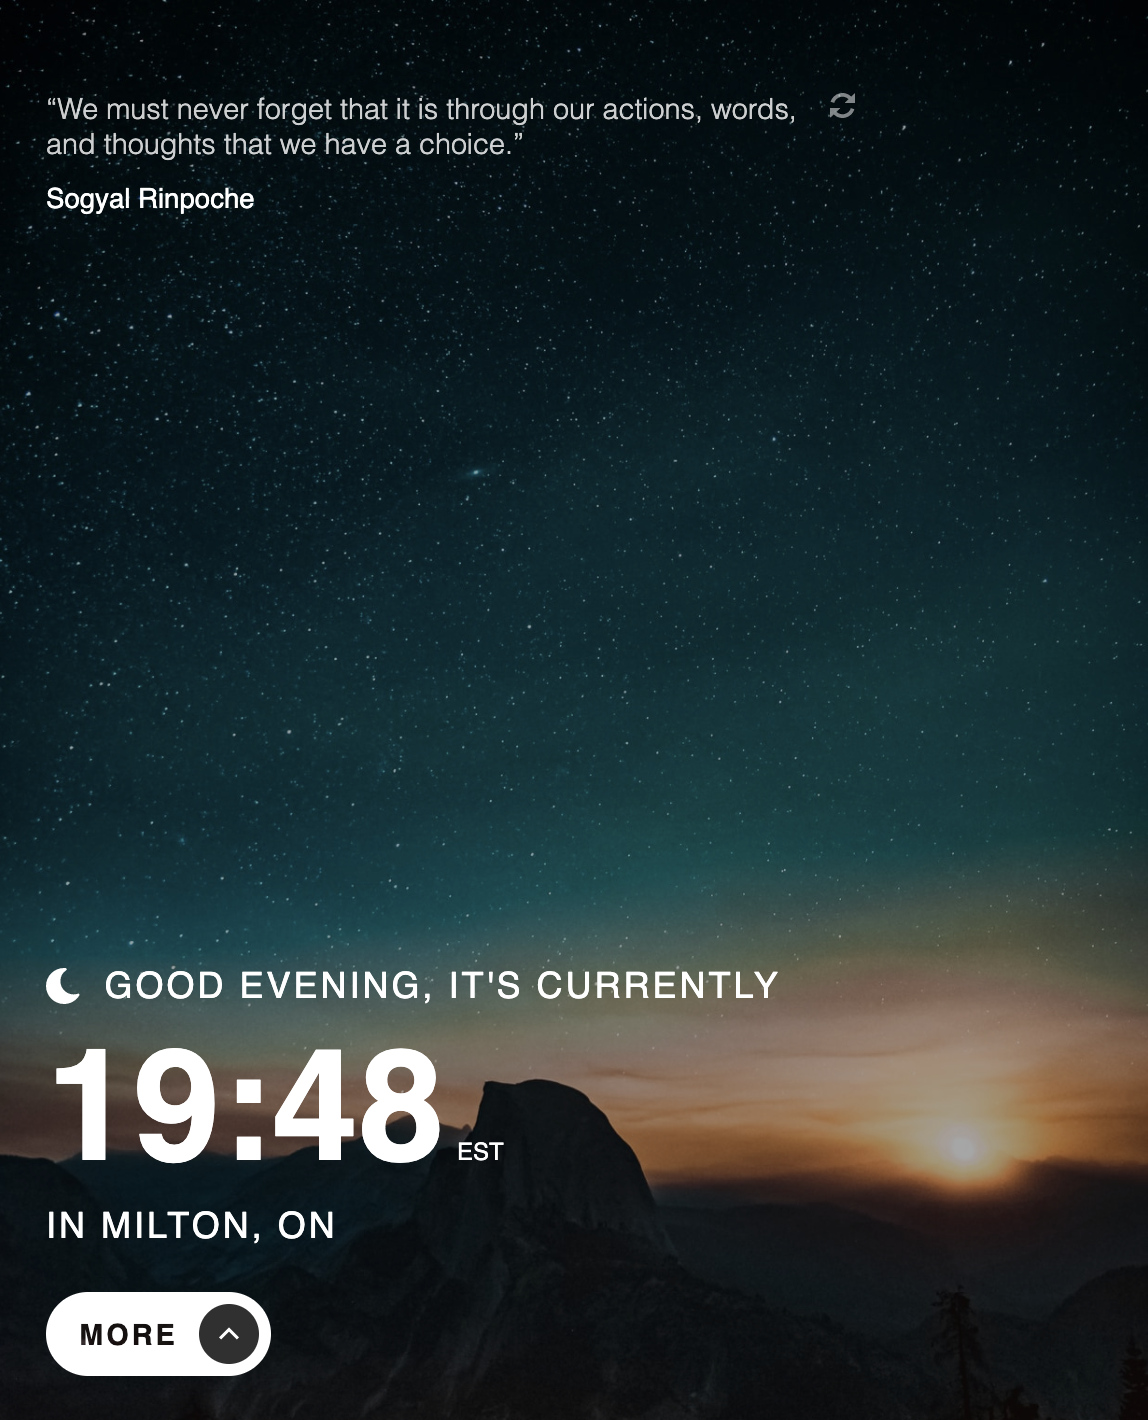 “We must never forget that it is through our actions, words,
and thoughts that we have a choice.”
Sogyal Rinpoche
GOOD EVENING, IT'S CURRENTLY
19:48 EST
IN MILTON, ON
MORE